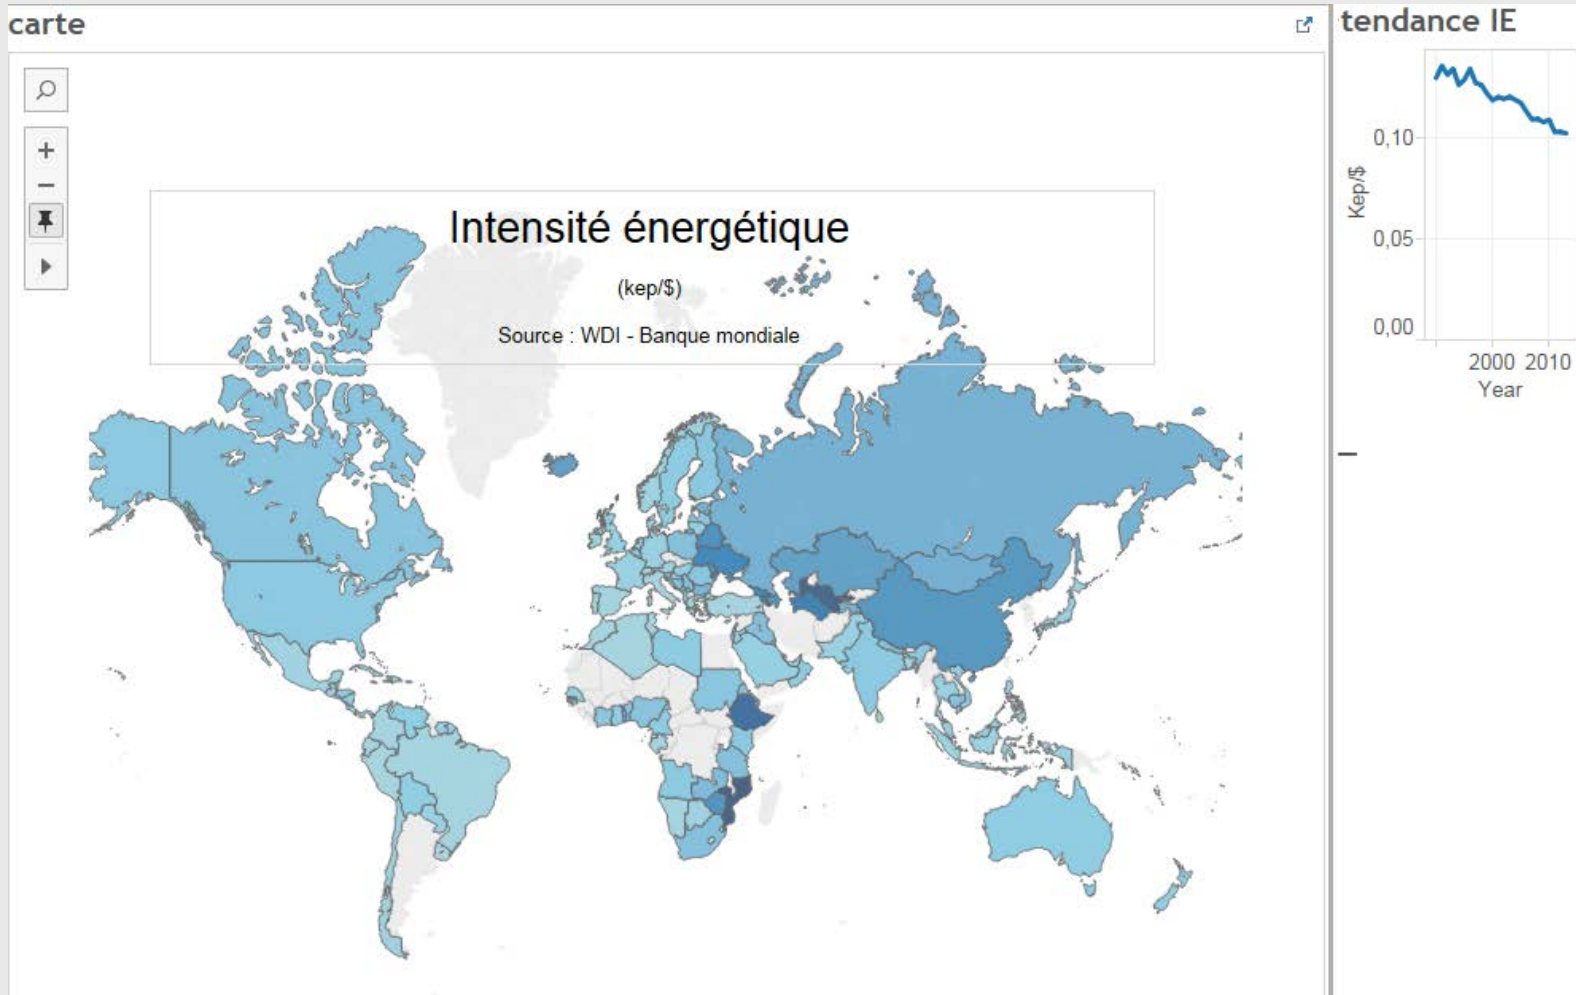 carte
Intensité énergétique
(kep/$)
Source : WDI - Banque mondiale
tendance IE
0,10
0,05
0,00
Kep/$
2000 2010
Year